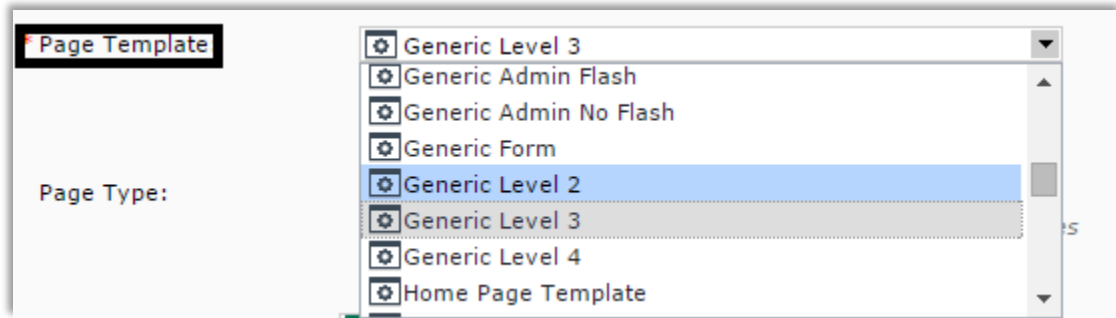 * Page Template
Generic Level 3
Generic Admin Flash
Generic Admin No Flash
Generic Form
Generic Level 2
Page Type:
Generic Level 3
es
Generic Level 4
Home Page Template